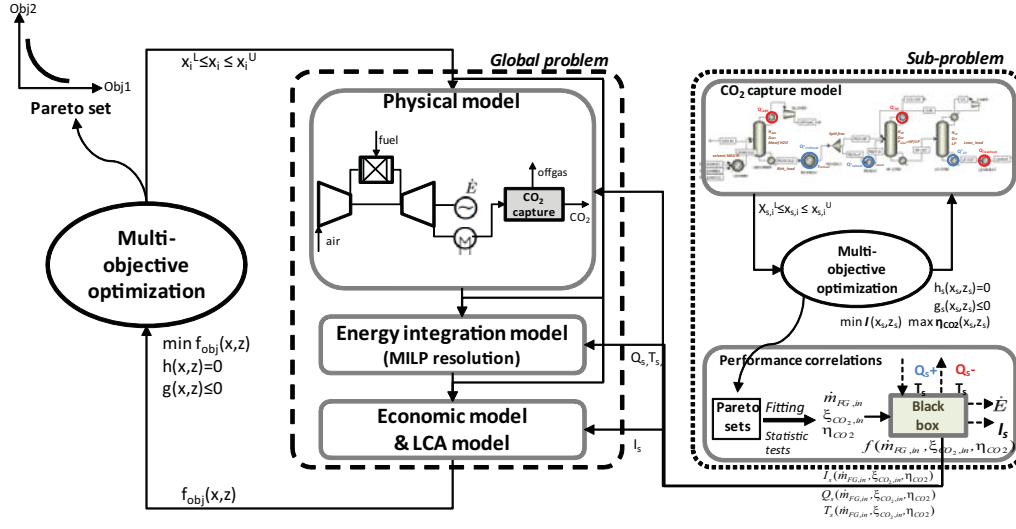 Obj2
Obj1
Pareto set
x_i^L≤x_i ≤ x_i^U
Multi-
objective
optimization
min f_obj(x,z)
h(x,z)=0
g(x,z)≤0
f_obj(x,z)
Global problem
Physical model
fuel
air
Ė
M
offgas
CO₂
capture
CO₂
Energy integration model
(MILP resolution)
Economic model
& LCA model
Q_s,T_s,
I_s
Sub-problem
CO₂ capture model
X_s,i^L≤x_s,i ≤ x_s,i^U
Multi-
objective
optimization
h_s(x_s,z_s)=0
g_s(x_s,z_s)≤0
min I(x_s,z_s) max η_CO2(x_s,z_s)
Performance correlations
Q_s+ Q_s-
T_s T_s
Pareto
sets
Fitting
Statistic
tests
ṁ_FG,in
ξ_CO₂,in
η_CO2
Black
box
Ė
I_s
f(ṁ_FG,in,ξ_CO₂,in,η_CO2)
I_s(ṁ_FG,in,ξ_CO₂,in,η_CO2)
Q_s(ṁ_FG,in,ξ_CO₂,in,η_CO2)
T_s(ṁ_FG,in,ξ_CO₂,in,η_CO2)